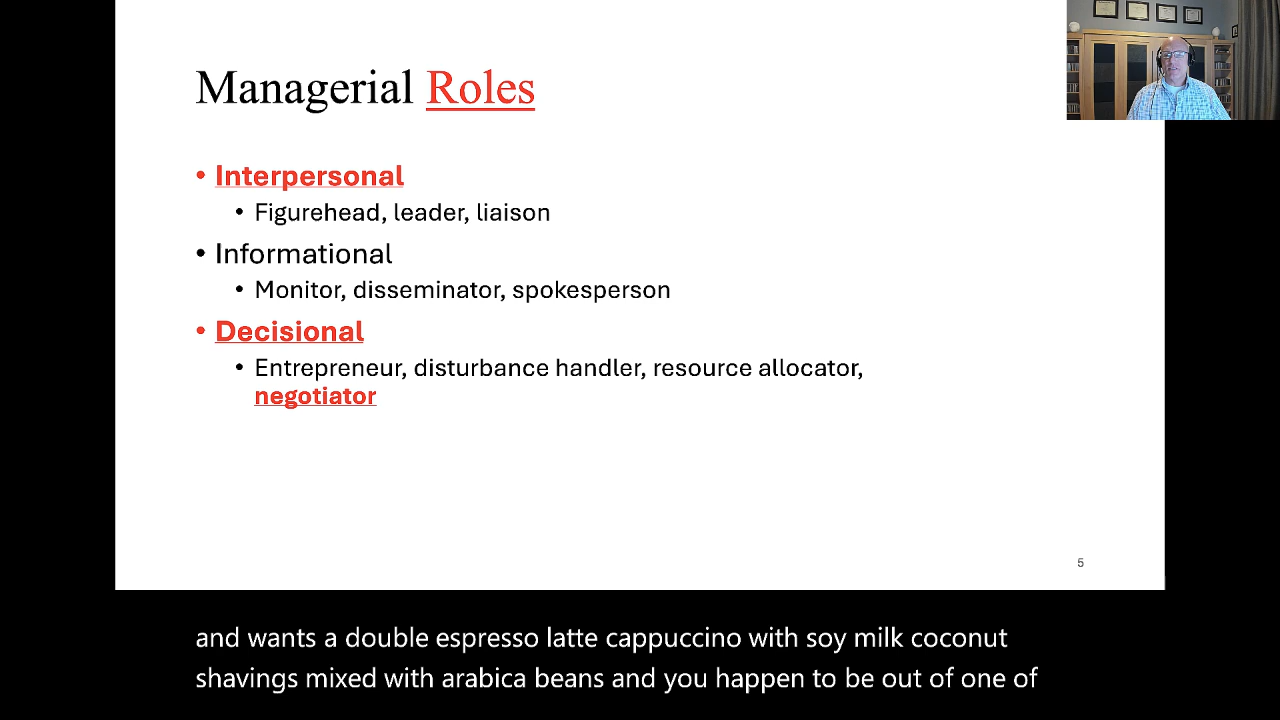 Managerial Roles
• Interpersonal
• Figurehead, leader, liaison
• Informational
• Monitor, disseminator, spokesperson
• Decisional
• Entrepreneur, disturbance handler, resource allocator,
negotiator
5
and wants a double espresso latte cappuccino with soy milk coconut
shavings mixed with arabica beans and you happen to be out of one of